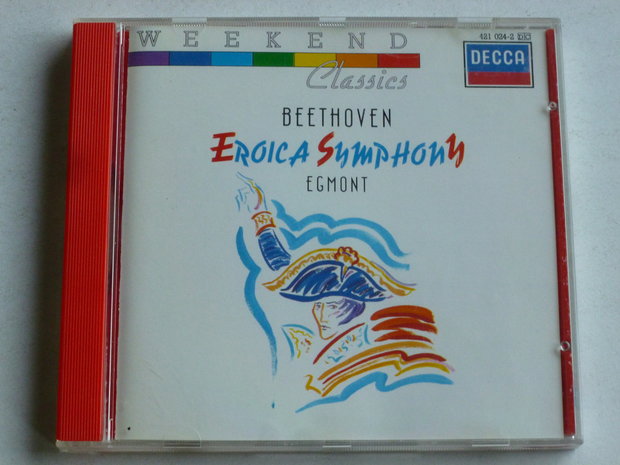 WEEKEND
Classics
421 024-2
DECCA
BEETHOVEN
EROICA SYMPHONY
EGMONT